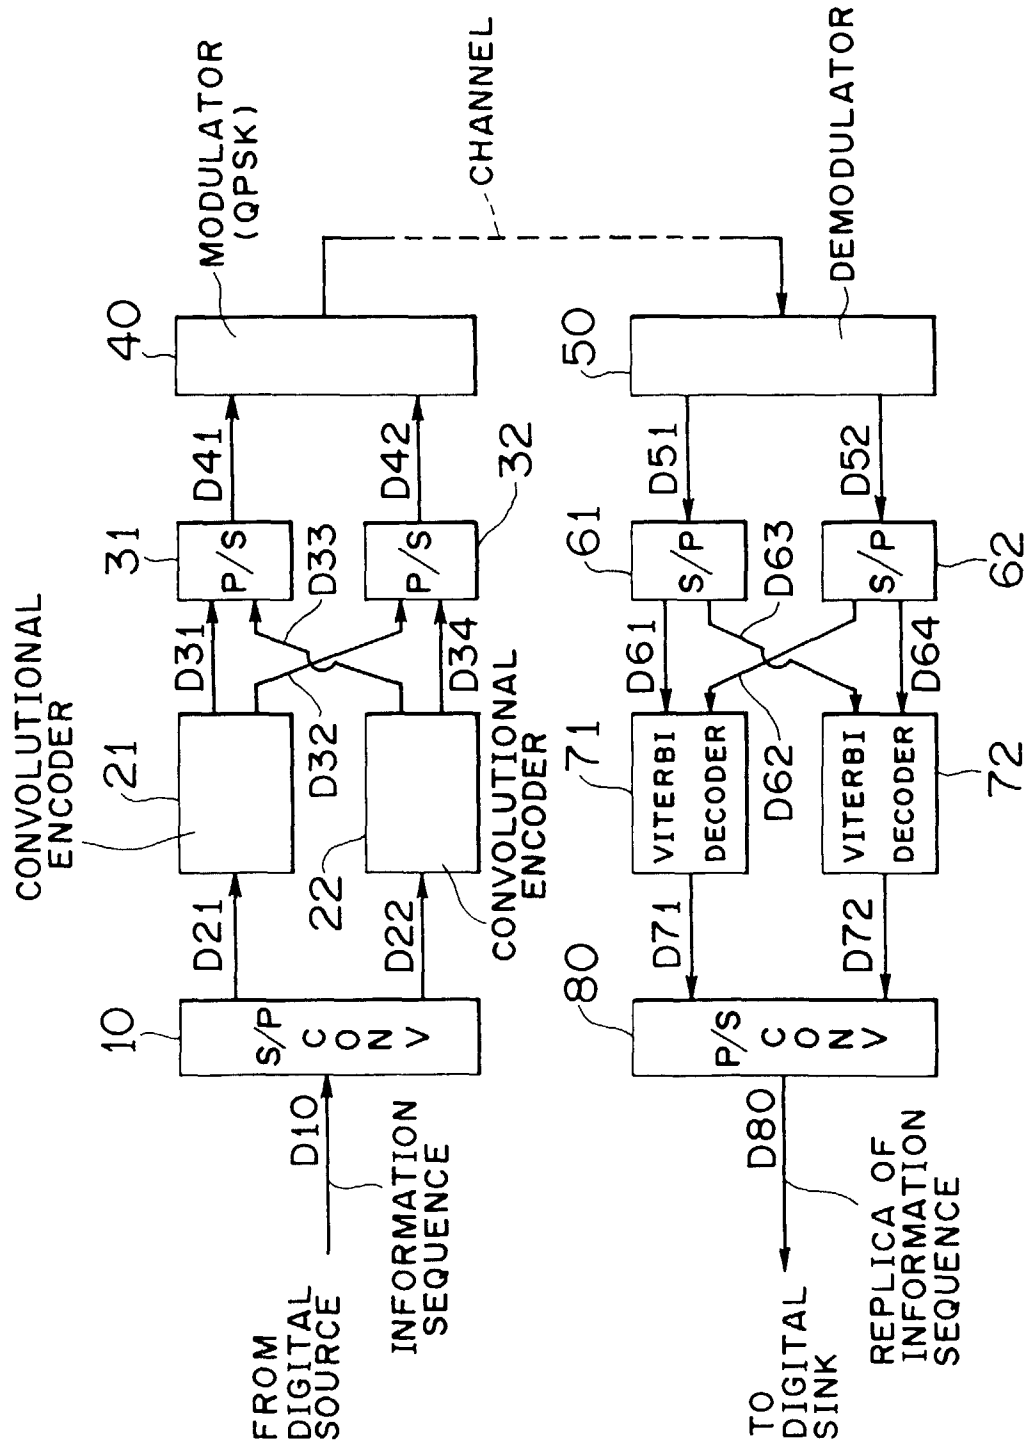 FROM
DIGITAL
SOURCE
D10
INFORMATION
SEQUENCE
10
S/P
CONV
D21
D22
CONVOLUTIONAL
ENCODER
21
22
CONVOLUTIONAL
ENCODER
D31
D32
D33
D34
31
P/S
P/S
32
D41
D42
40
MODULATOR
(QPSK)
CHANNEL
TO
DIGITAL
SINK
D80
REPLICA OF
INFORMATION
SEQUENCE
80
P/S
CONV
D71
D72
71
VITERBI
DECODER
VITERBI
DECODER
72
D61
D62
D63
D64
61
S/P
S/P
62
D51
D52
50
DEMODULATOR